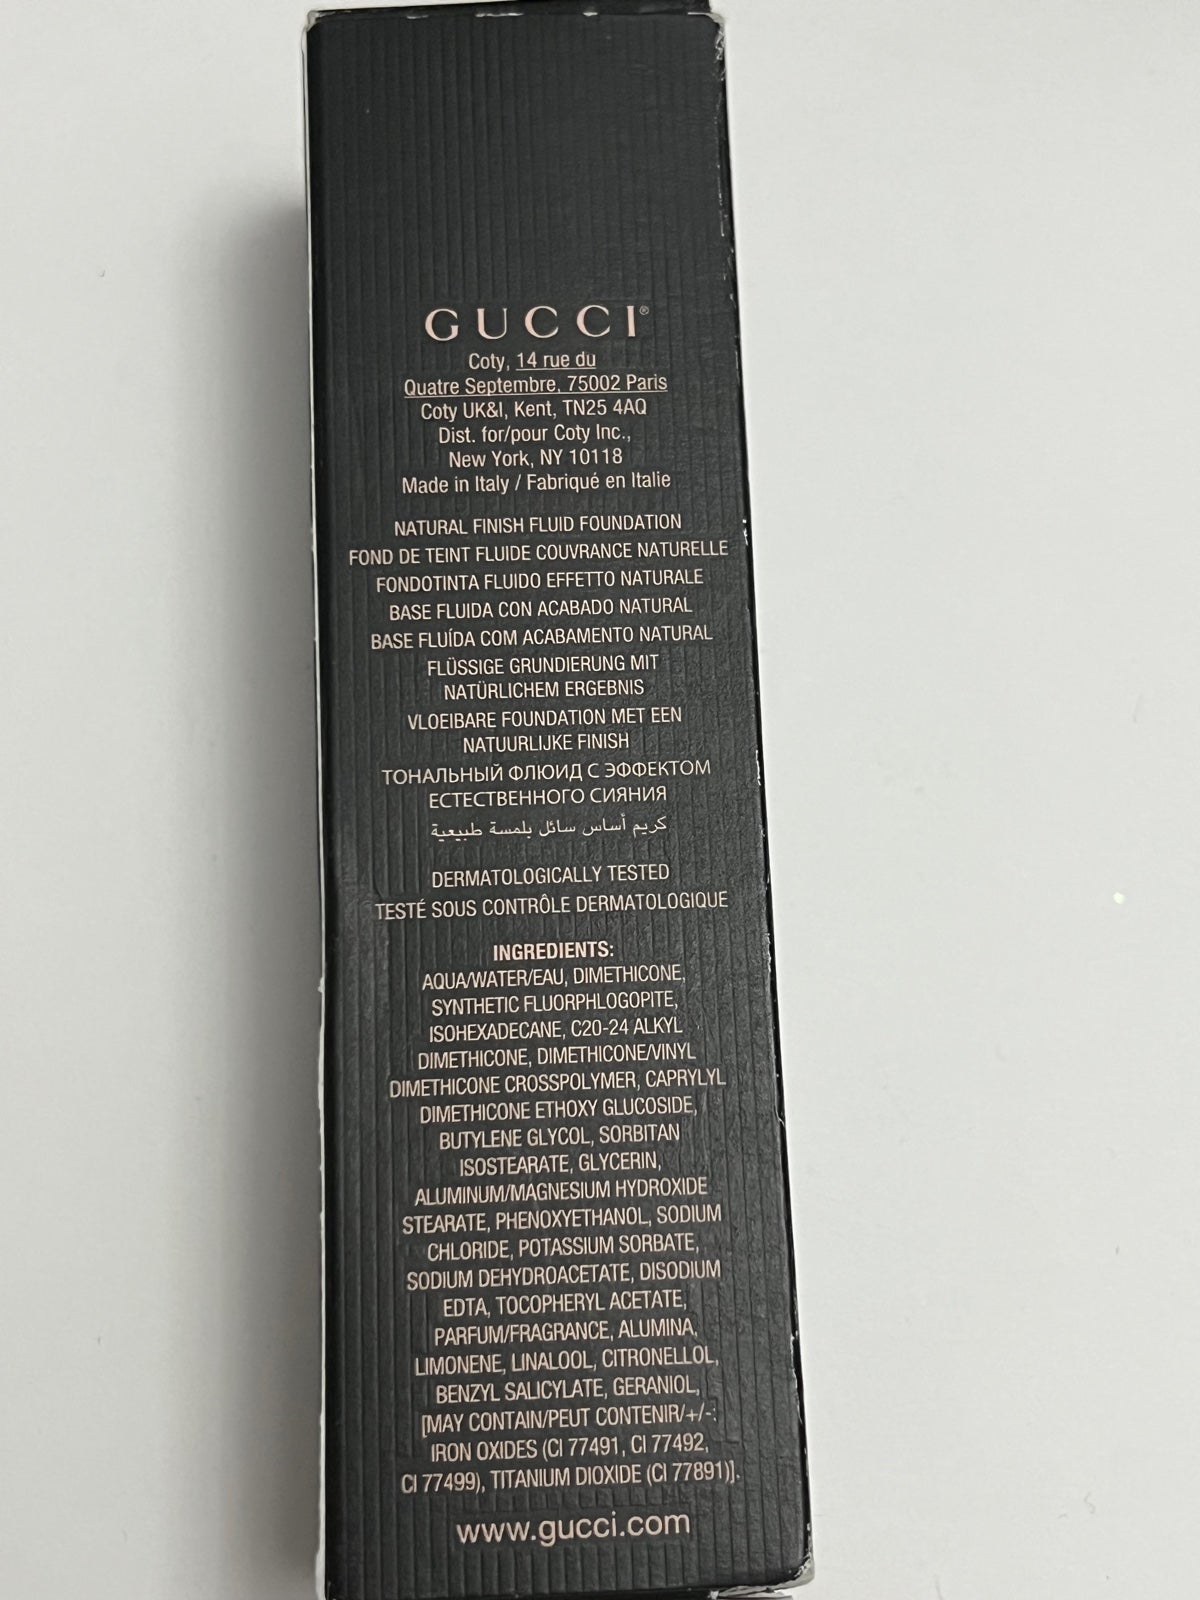 GUCCI®
Coty, 14 rue du
Quatre Septembre, 75002 Paris
Coty UK&I, Kent, TN25 4AQ
Dist. for/pour Coty Inc.,
New York, NY 10118
Made in Italy / Fabriqué en Italie
NATURAL FINISH FLUID FOUNDATION
FOND DE TEINT FLUIDE COUVRANCE NATURELLE
FONDOTINTA FLUIDO EFFETTO NATURALE
BASE FLUIDA CON ACABADO NATURAL
BASE FLUÍDA COM ACABAMENTO NATURAL
FLÜSSIGE GRUNDIERUNG MIT
NATÜRLICHEM ERGEBNIS
VLOEIBARE FOUNDATION MET EEN
NATUURLIJKE FINISH
ТОНАЛЬНЫЙ ФЛЮИД С ЭФФЕКТОМ
ЕСТЕСТВЕННОГО СИЯНИЯ
كريم أساس سائل بلمسة طبيعية
DERMATOLOGICALLY TESTED
TESTÉ SOUS CONTRÔLE DERMATOLOGIQUE
INGREDIENTS:
AQUA/WATER/EAU, DIMETHICONE,
SYNTHETIC FLUORPHLOGOPITE,
ISOHEXADECANE, C20-24 ALKYL
DIMETHICONE, DIMETHICONE/VINYL
DIMETHICONE CROSSPOLYMER, CAPRYLYL
DIMETHICONE ETHOXY GLUCOSIDE,
BUTYLENE GLYCOL, SORBITAN
ISOSTEARATE, GLYCERIN,
ALUMINUM/MAGNESIUM HYDROXIDE
STEARATE, PHENOXYETHANOL, SODIUM
CHLORIDE, POTASSIUM SORBATE,
SODIUM DEHYDROACETATE, DISODIUM
EDTA, TOCOPHERYL ACETATE,
PARFUM/FRAGRANCE, ALUMINA,
LIMONENE, LINALOOL, CITRONELLOL,
BENZYL SALICYLATE, GERANIOL,
[MAY CONTAIN/PEUT CONTENIR/+/-:
IRON OXIDES (CI 77491, CI 77492,
CI 77499), TITANIUM DIOXIDE (CI 77891)].
www.gucci.com